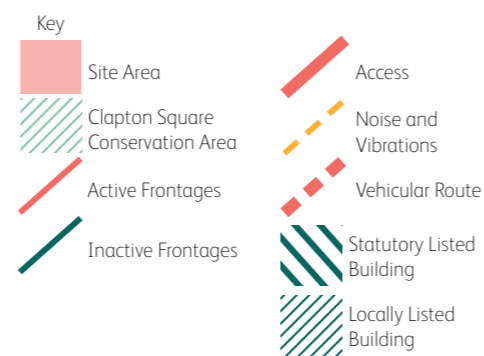 Key
Site Area
Clapton Square
Conservation Area
Active Frontages
Inactive Frontages
Access
Noise and
Vibrations
Vehicular Route
Statutory Listed
Building
Locally Listed
Building